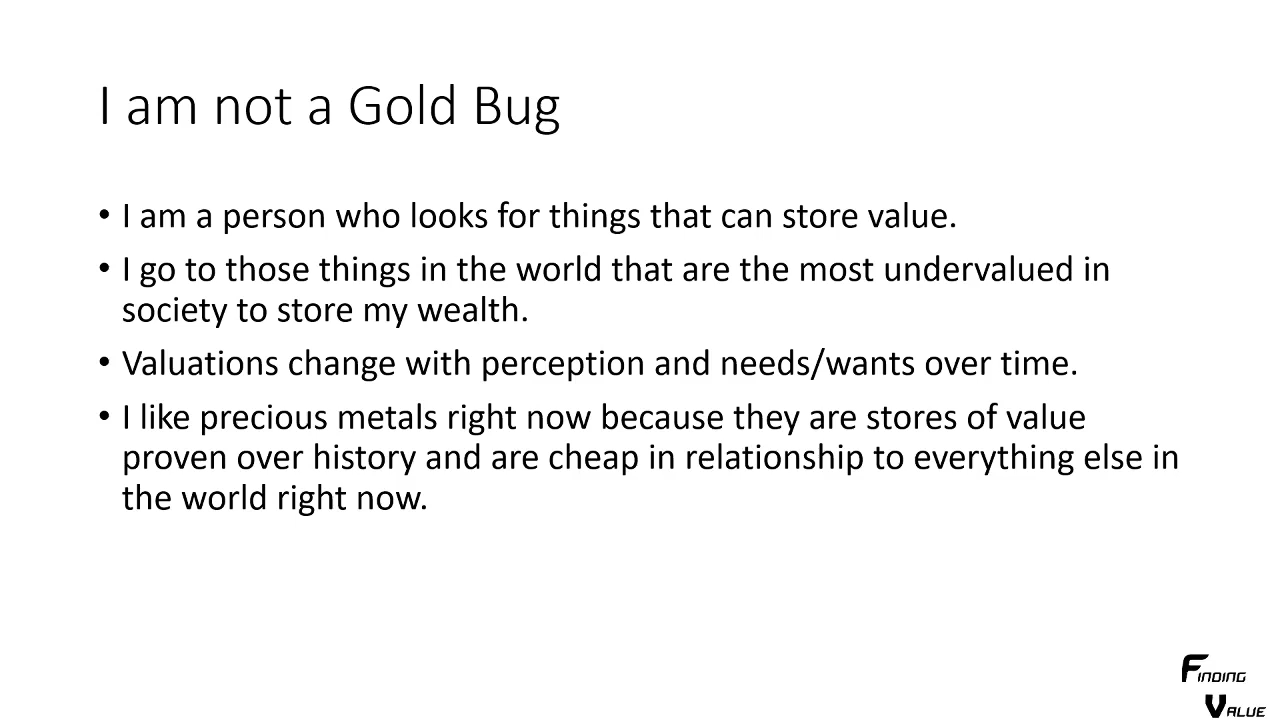 I am not a Gold Bug
• I am a person who looks for things that can store value.
• I go to those things in the world that are the most undervalued in
society to store my wealth.
• Valuations change with perception and needs/wants over time.
• I like precious metals right now because they are stores of value
proven over history and are cheap in relationship to everything else in
the world right now.
Finding
Value